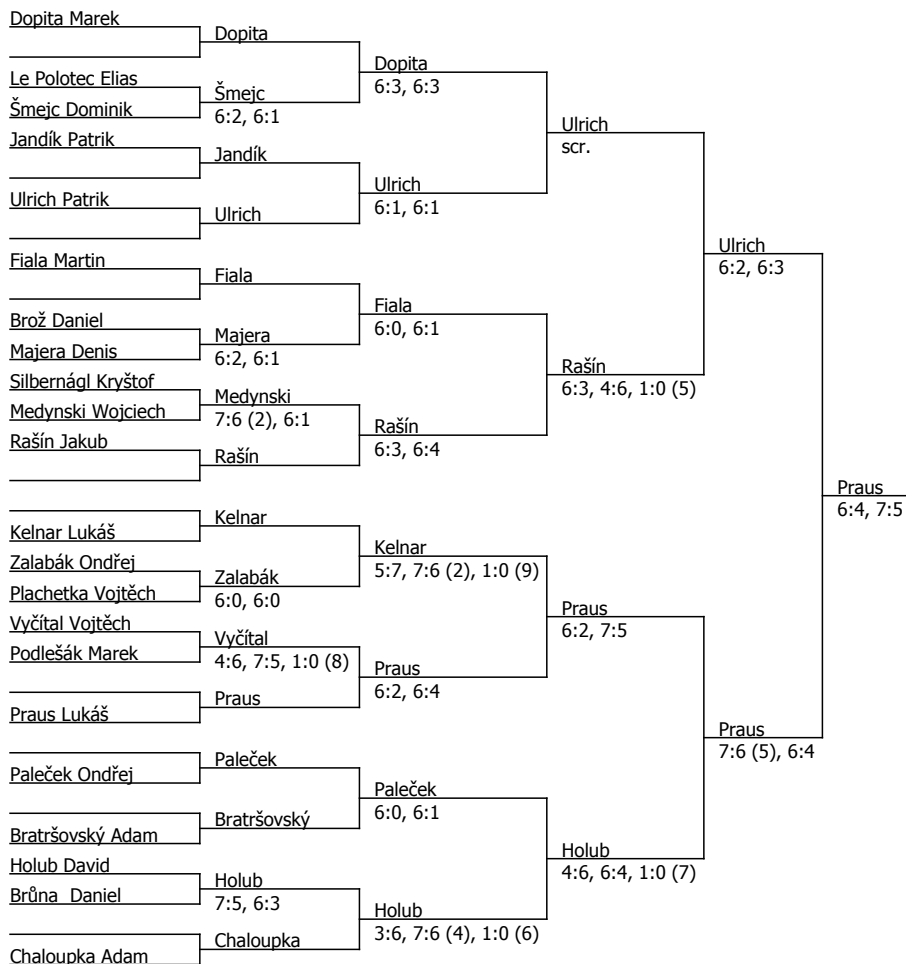 Dopita Marek
Dopita
Dopita
6:3, 6:3
Le Polotec Elias
Šmejc
6:2, 6:1
Šmejc Dominik
Ulrich
scr.
Jandík Patrik
Jandík
Ulrich
6:1, 6:1
Ulrich Patrik
Ulrich
Ulrich
6:2, 6:3
Fiala Martin
Fiala
Fiala
6:0, 6:1
Brož Daniel
Majera
6:2, 6:1
Majera Denis
Rašín
6:3, 4:6, 1:0 (5)
Silbernágl Kryštof
Medynski
7:6 (2), 6:1
Medynski Wojciech
Rašín
6:3, 6:4
Rašín Jakub
Rašín
Praus
6:4, 7:5
Kelnar
Kelnar Lukáš
Kelnar
5:7, 7:6 (2), 1:0 (9)
Zalabák Ondřej
Zalabák
6:0, 6:0
Plachetka Vojtěch
Praus
6:2, 7:5
Vyčítal Vojtěch
Vyčítal
4:6, 7:5, 1:0 (8)
Podlešák Marek
Praus
6:2, 6:4
Praus
Praus Lukáš
Praus
7:6 (5), 6:4
Paleček
Paleček Ondřej
Paleček
6:0, 6:1
Bratršovský
Bratršovský Adam
Holub
4:6, 6:4, 1:0 (7)
Holub David
Holub
7:5, 6:3
Brůna  Daniel
Holub
3:6, 7:6 (4), 1:0 (6)
Chaloupka
Chaloupka Adam